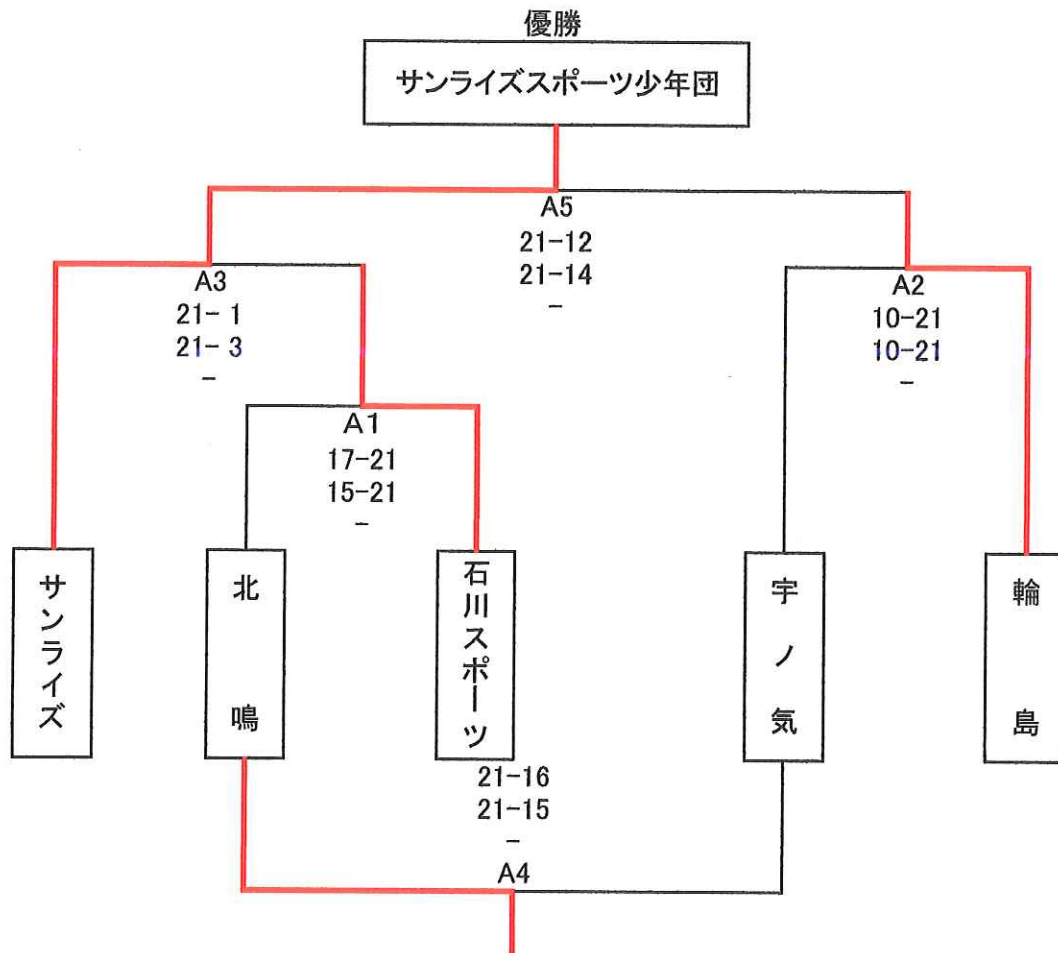 優勝
サンライズスポーツ少年団
A5
21-12
21-14
-
A3
21- 1
21- 3
-
A2
10-21
10-21
-
A1
17-21
15-21
-
サンライズ
北鳴
石川スポーツ
宇ノ気
輪島
21-16
21-15
-
A4